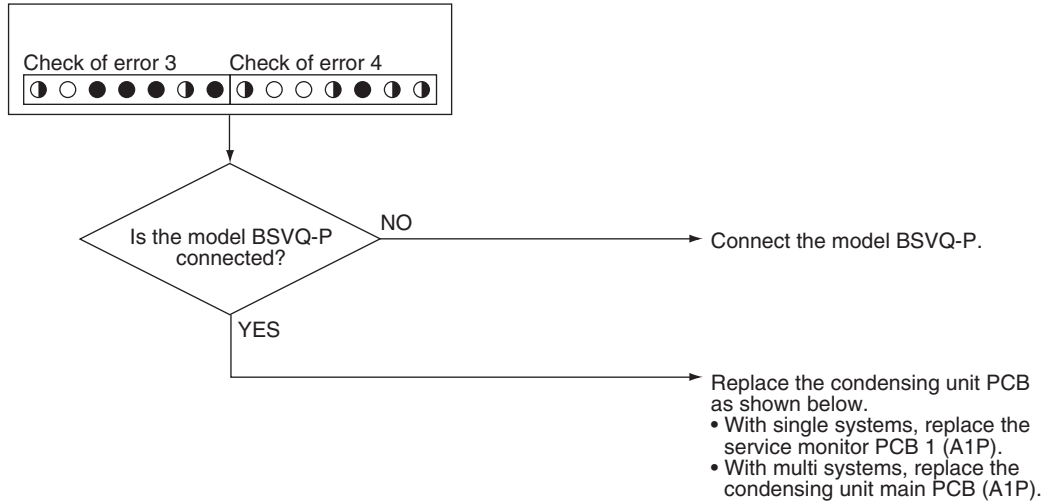 Check of error 3 Check of error 4
Is the model BSVQ-P
connected?
NO
Connect the model BSVQ-P.
YES
Replace the condensing unit PCB
as shown below.
• With single systems, replace the
service monitor PCB 1 (A1P).
• With multi systems, replace the
condensing unit main PCB (A1P).